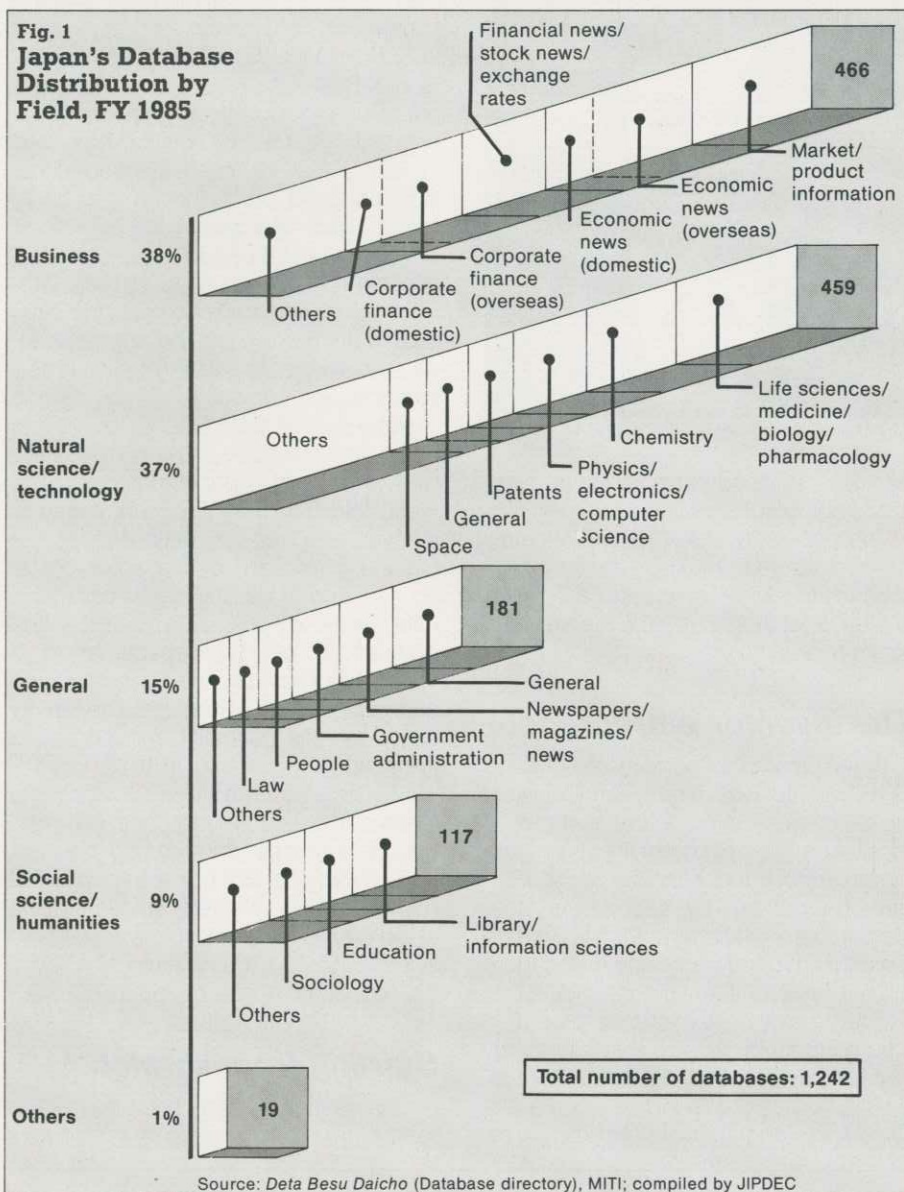 Fig. 1
Japan's Database
Distribution by
Field, FY 1985
Financial news/
stock news/
exchange
rates
466
Market/
product
information
Economic
news
(overseas)
Economic
news
(domestic)
Corporate
finance
(overseas)
Corporate
finance
(domestic)
Others
Business 38%
459
Others
Life sciences/
medicine/
biology/
pharmacology
Chemistry
Physics/
electronics/
computer
science
Patents
General
Space
Natural
science/
technology
37%
181
General 15%
General
Newspapers/
magazines/
news
Government
administration
People
Law
Others
117
Social
science/
humanities
9%
Library/
information sciences
Education
Sociology
Others
Total number of databases: 1,242
Others 1%
19
Source: Deta Besu Daicho (Database directory), MITI; compiled by JIPDEC